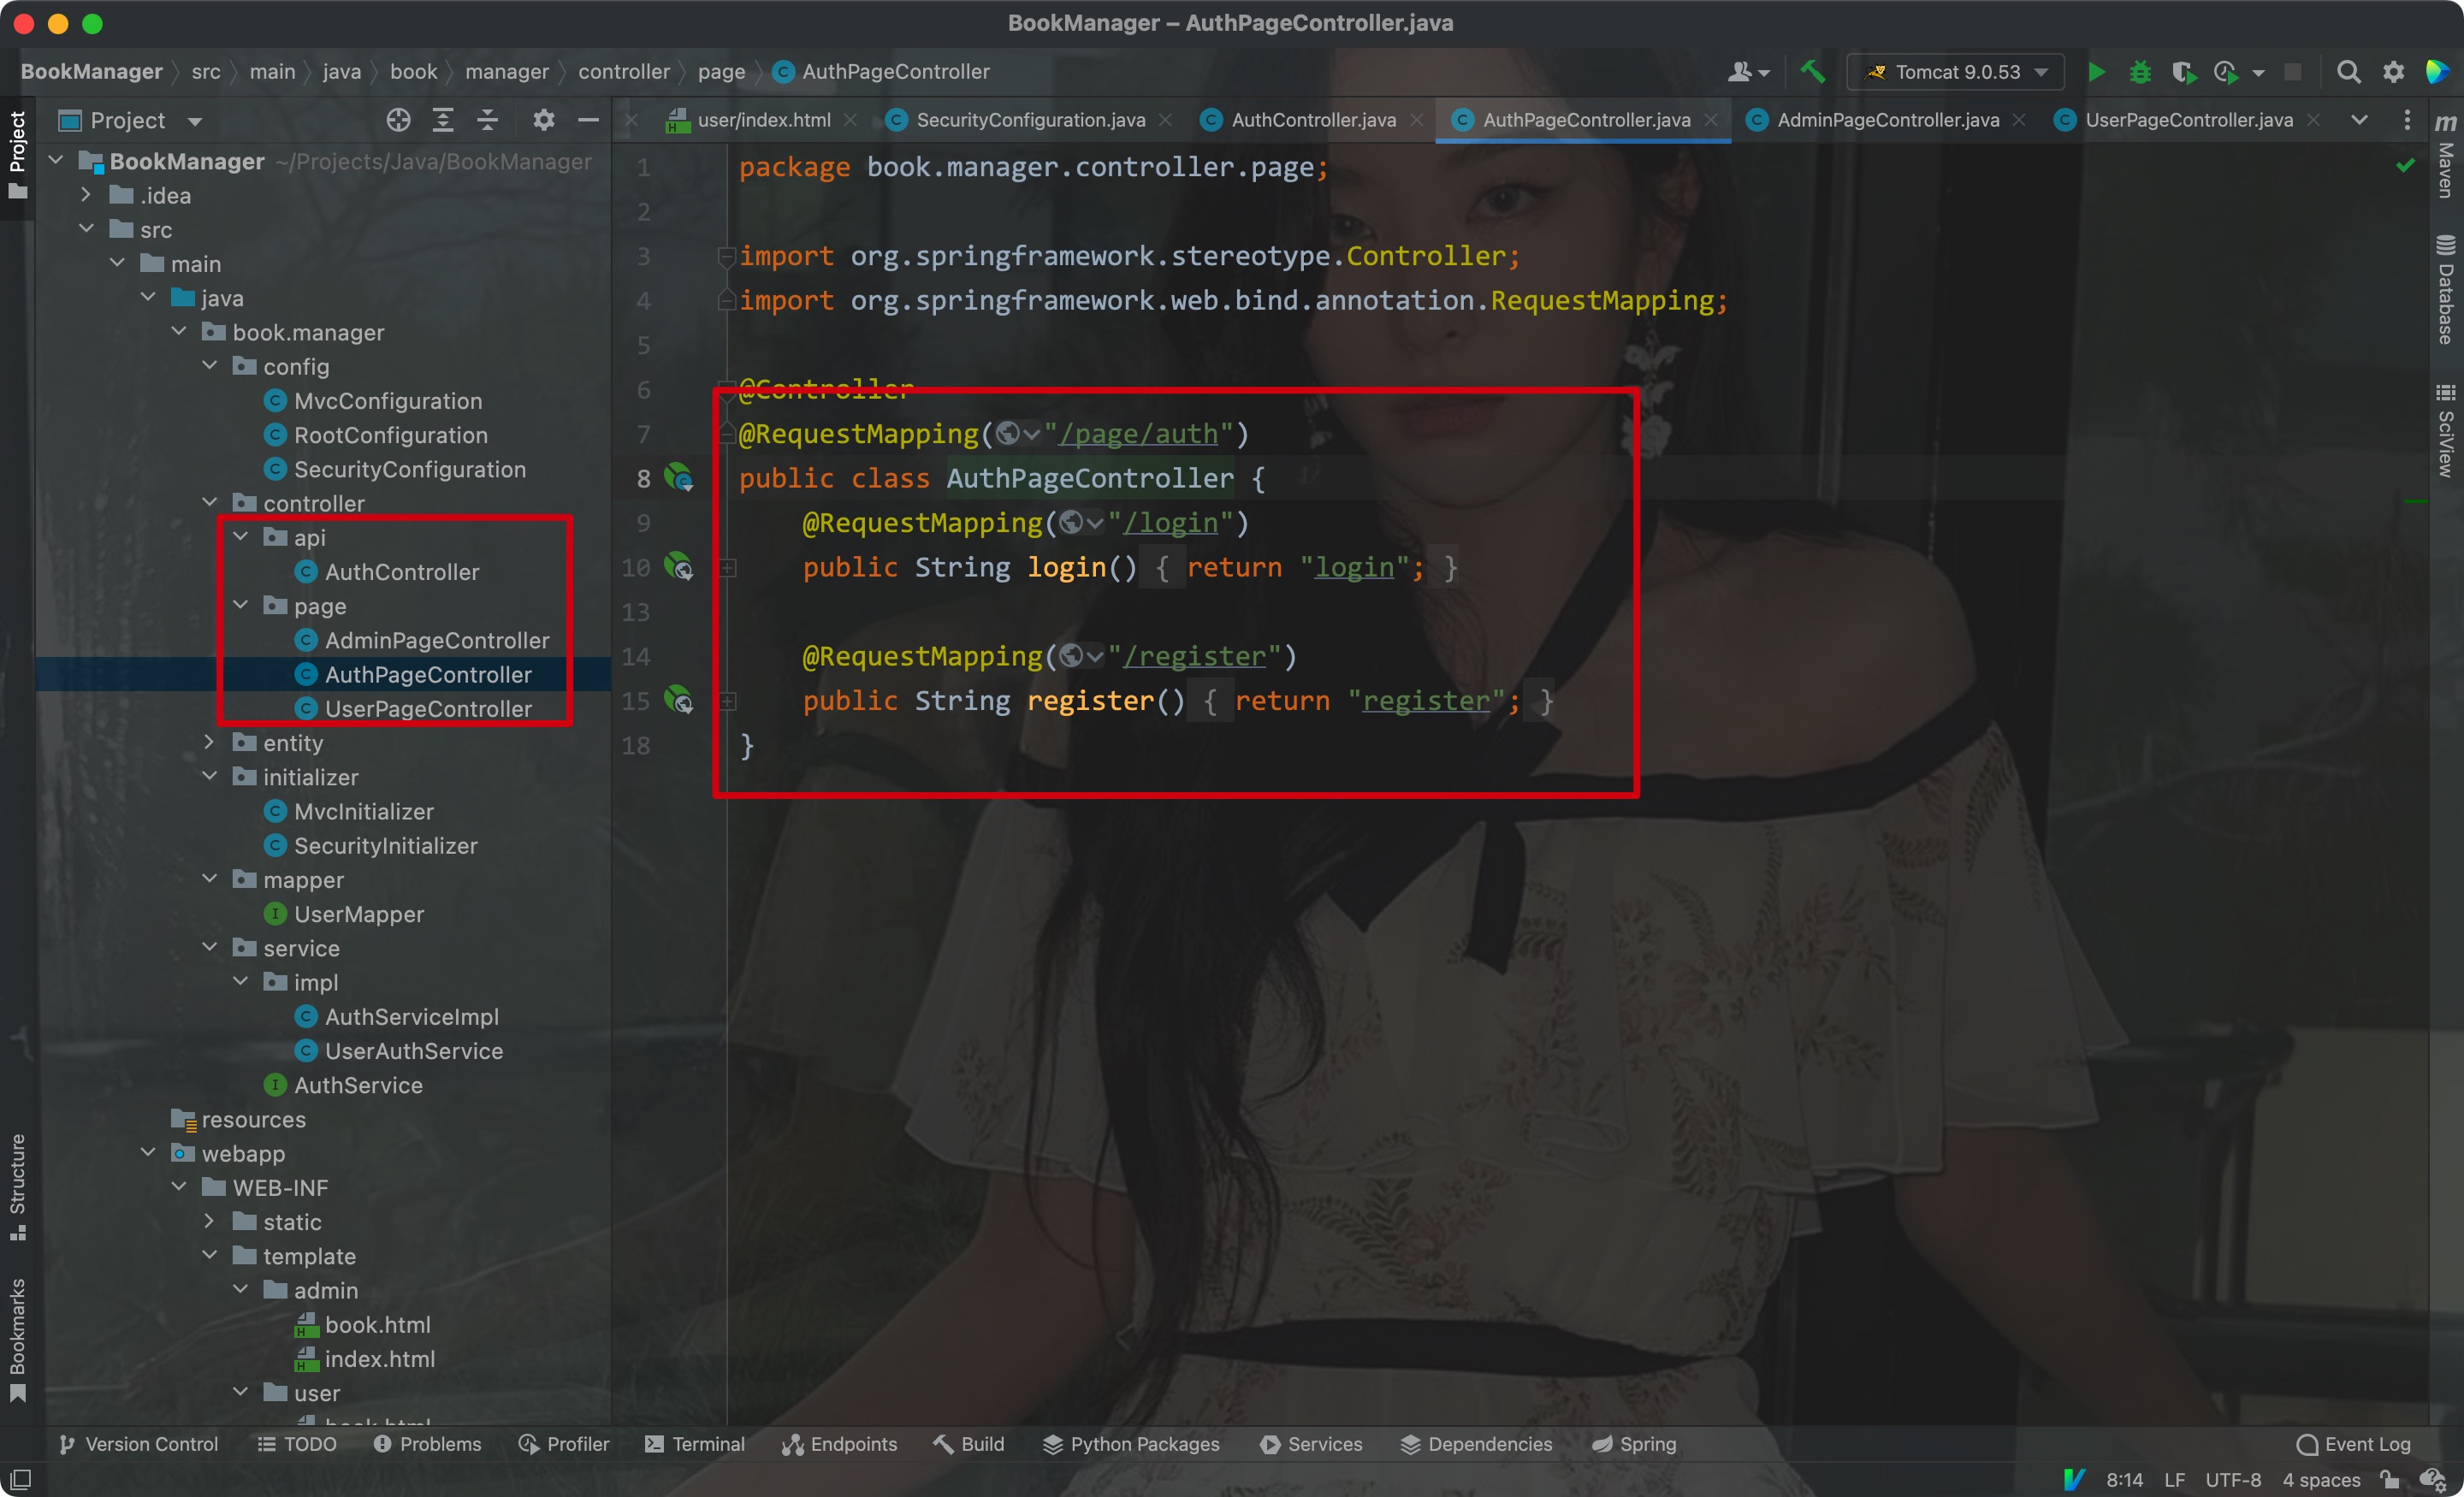 BookManager – AuthPageController.java
BookManager src main java book manager controller page AuthPageController
Tomcat 9.0.53
Project
user/index.html SecurityConfiguration.java AuthController.java AuthPageController.java AdminPageController.java UserPageController.java
Project
BookManager ~/Projects/Java/BookManager
.idea
src
main
java
book.manager
config
MvcConfiguration
RootConfiguration
SecurityConfiguration
controller
api
AuthController
page
AdminPageController
AuthPageController
UserPageController
entity
initializer
MvcInitializer
SecurityInitializer
mapper
UserMapper
service
impl
AuthServiceImpl
UserAuthService
AuthService
resources
webapp
WEB-INF
static
template
admin
book.html
index.html
user
book.html
Structure
Bookmarks
1 package book.manager.controller.page;
2
3 import org.springframework.stereotype.Controller;
4 import org.springframework.web.bind.annotation.RequestMapping;
5
6 @Controller
7 @RequestMapping("/page/auth")
8 public class AuthPageController {
9 @RequestMapping("/login")
10 public String login() { return "login"; }
13
14 @RequestMapping("/register")
15 public String register() { return "register"; }
18 }
m
Maven
Database
SciView
Version Control TODO Problems Profiler Terminal Endpoints Build Python Packages Services Dependencies Spring Event Log
8:14 LF UTF-8 4 spaces